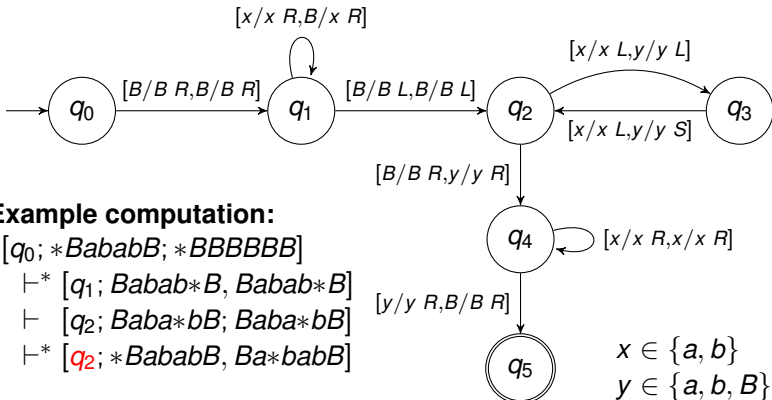 [x/x R,B/x R]
[x/x L,y/y L]
[B/B R,B/B R]
[B/B L,B/B L]
q0
q1
q2
q3
[x/x L,y/y S]
[B/B R,y/y R]
Example computation:
[q0; *BababB; *BBBBBB]
⊢* [q1; Babab*B, Babab*B]
⊢ [q2; Baba*bB; Baba*bB]
⊢* [q2; *BababB, Ba*babB]
q4
[x/x R,x/x R]
[y/y R,B/B R]
q5
x ∈ {a, b}
y ∈ {a, b, B}